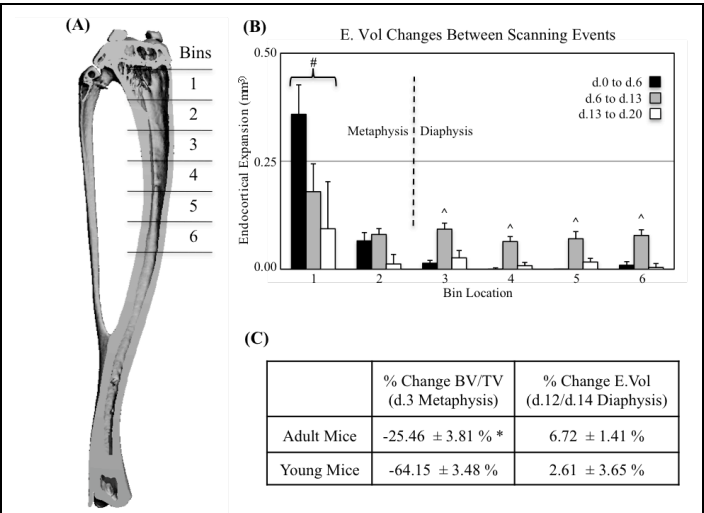 (A)
Bins
1
2
3
4
5
6
(B)
E. Vol Changes Between Scanning Events
Endocortical Expansion (mm³)
0.50
0.25
0.00
#
d.0 to d.6
d.6 to d.13
d.13 to d.20
Metaphysis Diaphysis
^ ^ ^ ^
1 2 3 4 5 6
Bin Location
(C)
% Change BV/TV % Change E.Vol
(d.3 Metaphysis) (d.12/d.14 Diaphysis)
Adult Mice -25.46 ± 3.81 % * 6.72 ± 1.41 %
Young Mice -64.15 ± 3.48 % 2.61 ± 3.65 %